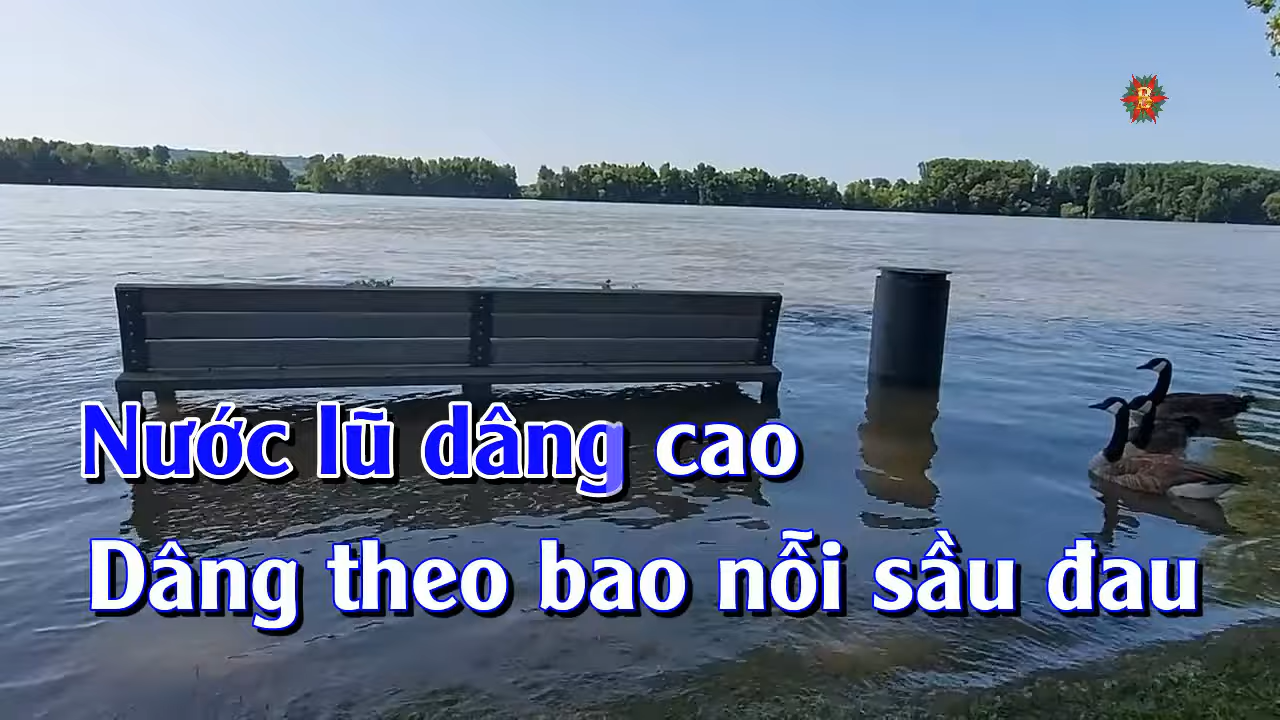 Nước lũ dâng cao
Dâng theo bao nỗi sầu đau